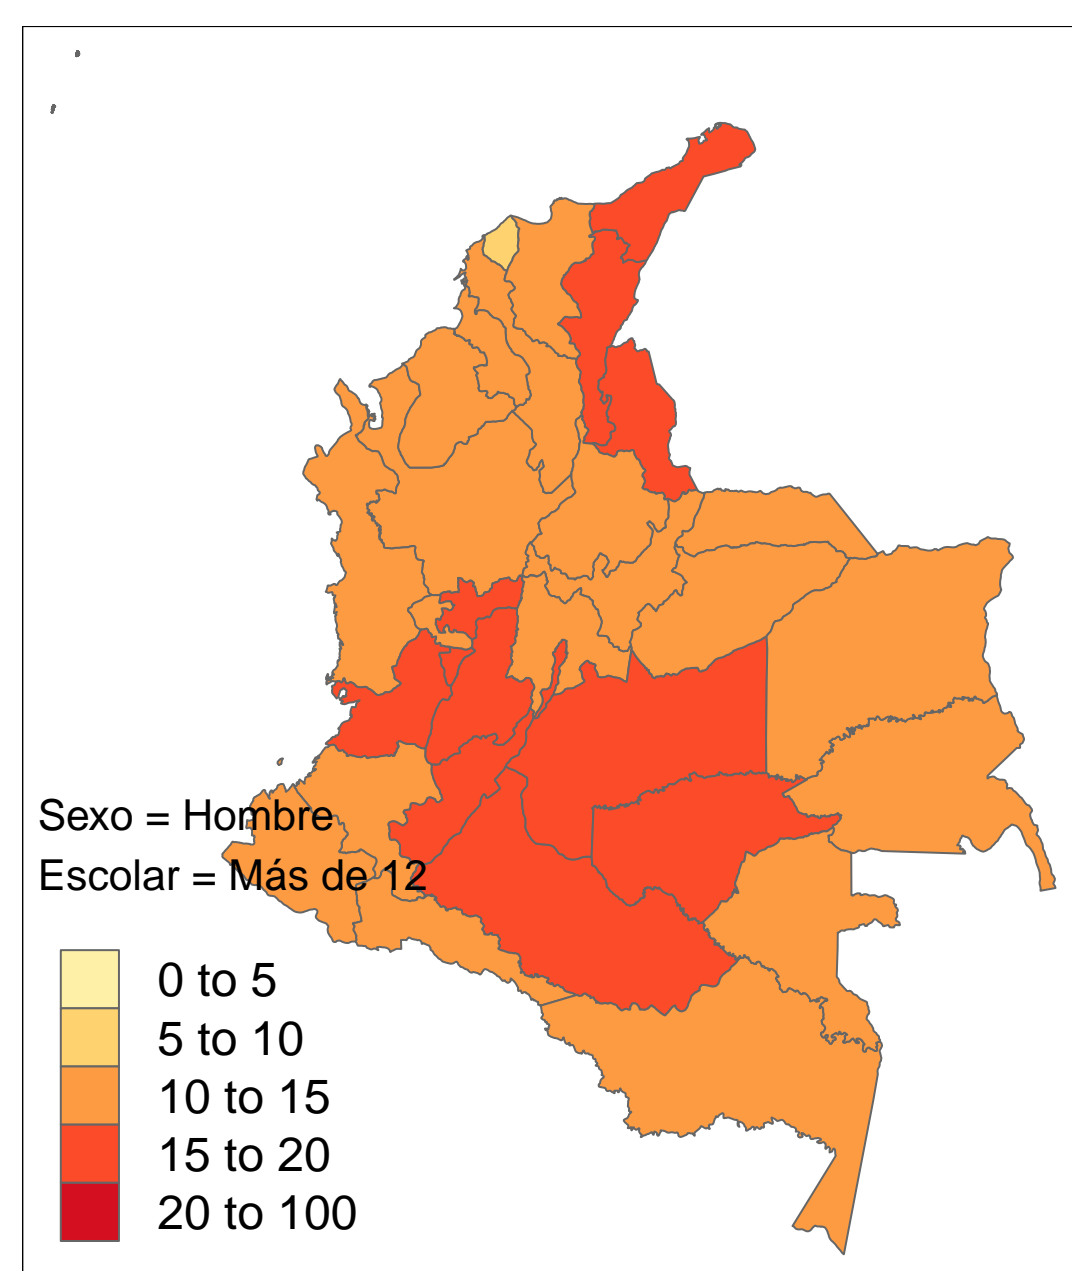 Sexo = Hombre
Escolar = Más de 12
0 to 5
5 to 10
10 to 15
15 to 20
20 to 100